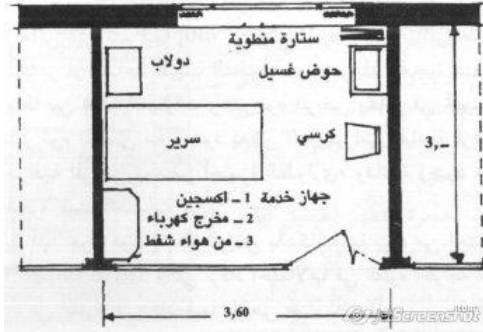 ستارة منطوية
دولاب
حوض غسيل
سرير
كرسي
3,-
جهاز خدمة 1 ـ اكسجين
2 ـ مخرج كهرباء
3 ـ من هواء شفط
3,60